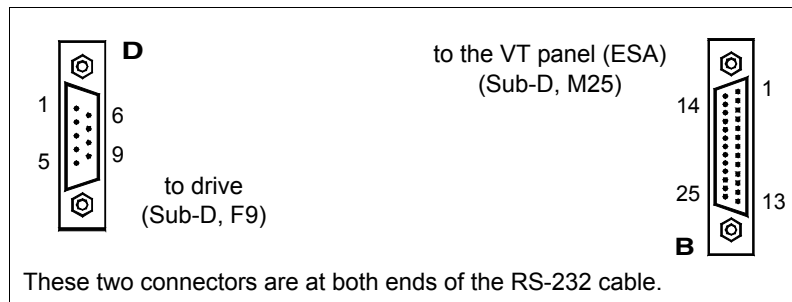 D
1
6
5
9
to drive
(Sub-D, F9)
to the VT panel (ESA)
(Sub-D, M25)
14
1
25
13
B
These two connectors are at both ends of the RS-232 cable.